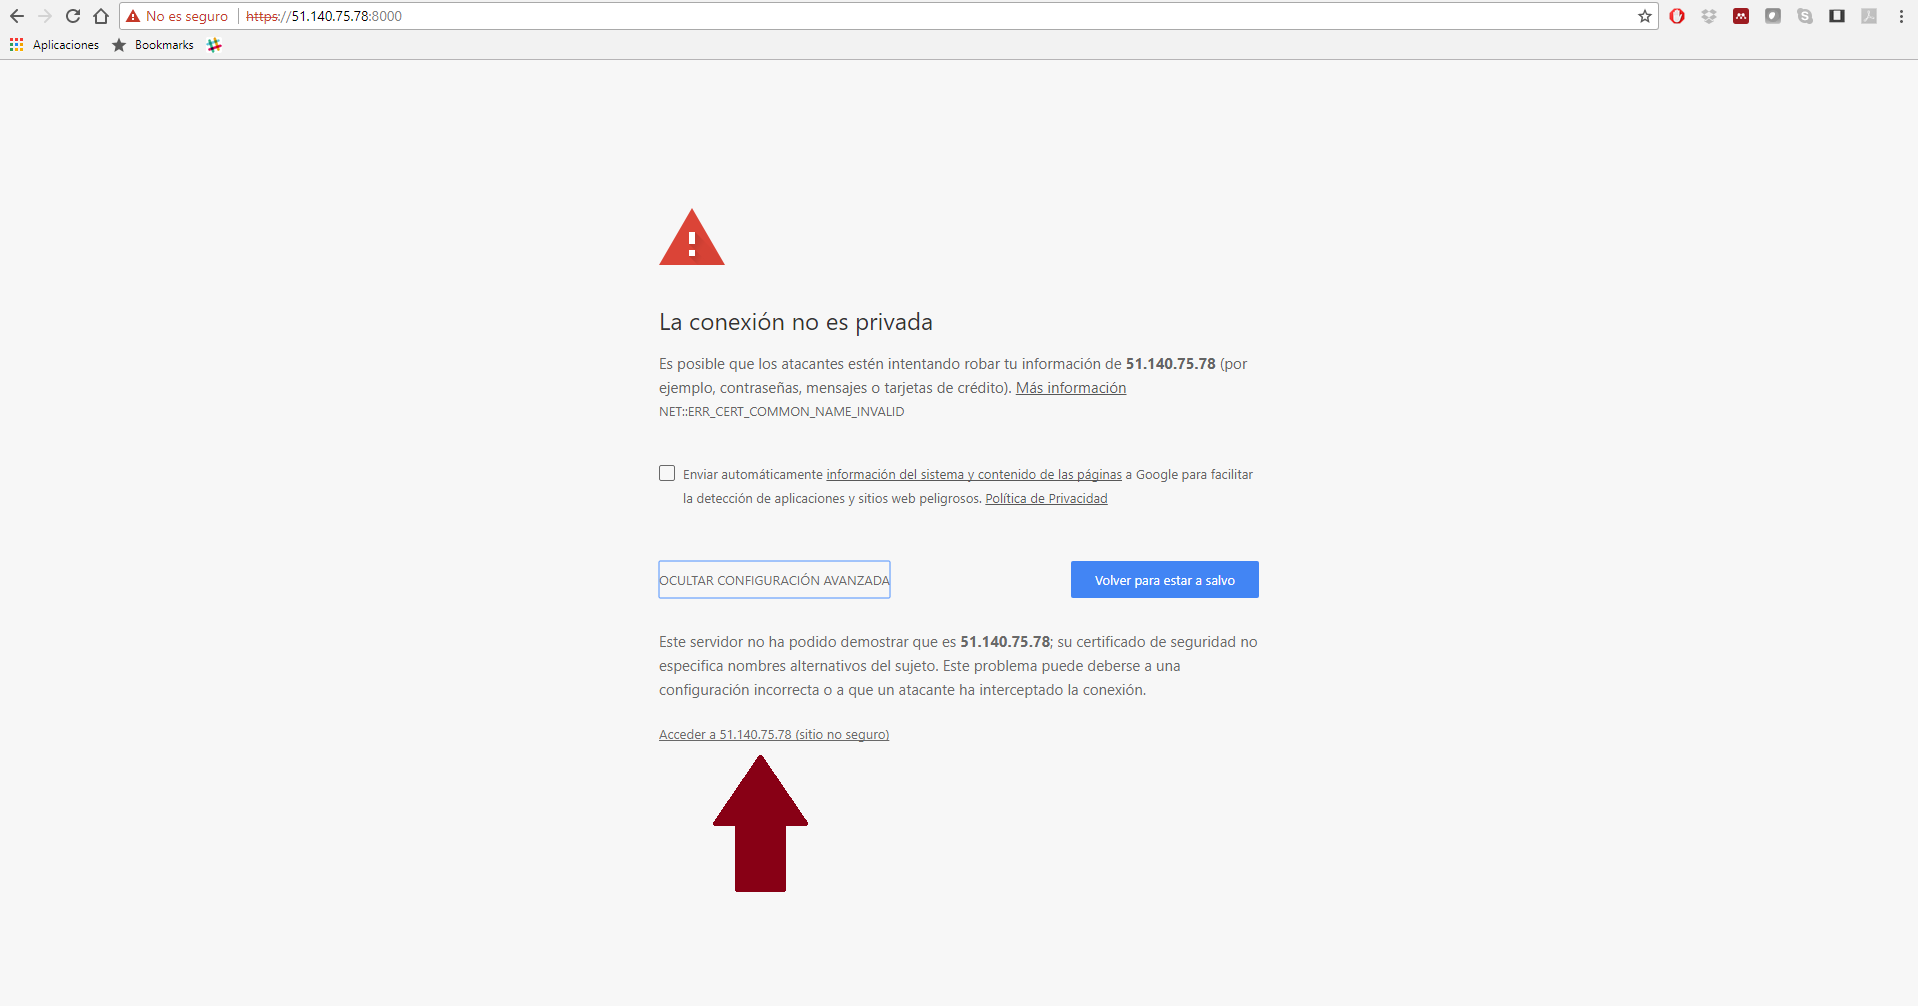 No es seguro https://51.140.75.78:8000
Aplicaciones Bookmarks
La conexión no es privada
Es posible que los atacantes estén intentando robar tu información de 51.140.75.78 (por
ejemplo, contraseñas, mensajes o tarjetas de crédito). Más información
NET::ERR_CERT_COMMON_NAME_INVALID
Enviar automáticamente información del sistema y contenido de las páginas a Google para facilitar
la detección de aplicaciones y sitios web peligrosos. Política de Privacidad
OCULTAR CONFIGURACIÓN AVANZADA Volver para estar a salvo
Este servidor no ha podido demostrar que es 51.140.75.78; su certificado de seguridad no
especifica nombres alternativos del sujeto. Este problema puede deberse a una
configuración incorrecta o a que un atacante ha interceptado la conexión.
Acceder a 51.140.75.78 (sitio no seguro)